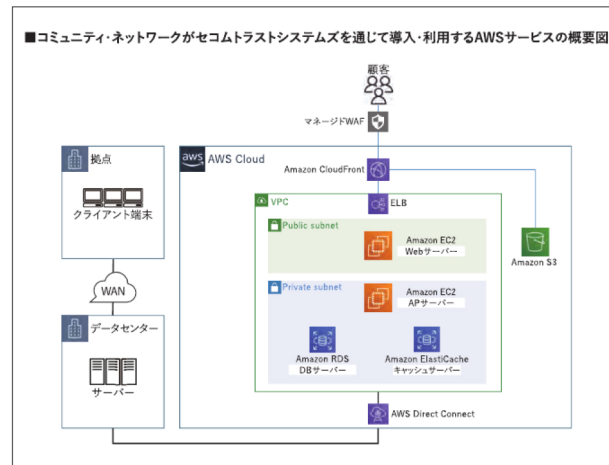 ■コミュニティ・ネットワークがセコムトラストシステムズを通じて導入・利用するAWSサービスの概要図
顧客
マネージドWAF
拠点
クライアント端末
WAN
データセンター
サーバー
aws
AWS Cloud
Amazon CloudFront
VPC
ELB
Public subnet
Amazon EC2
Webサーバー
Amazon S3
Private subnet
Amazon EC2
APサーバー
Amazon RDS
DBサーバー
Amazon ElastiCache
キャッシュサーバー
AWS Direct Connect